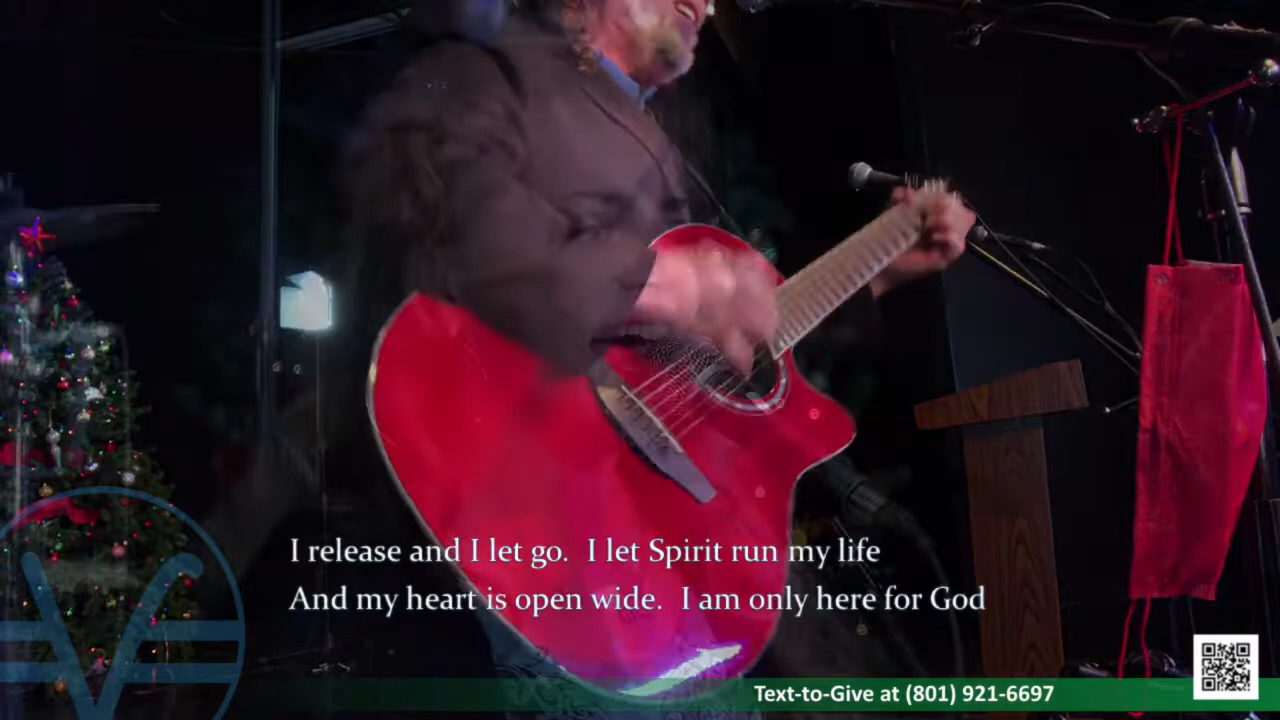 I release and I let go. I let Spirit run my life
And my heart is open wide. I am only here for God
Text-to-Give at (801) 921-6697